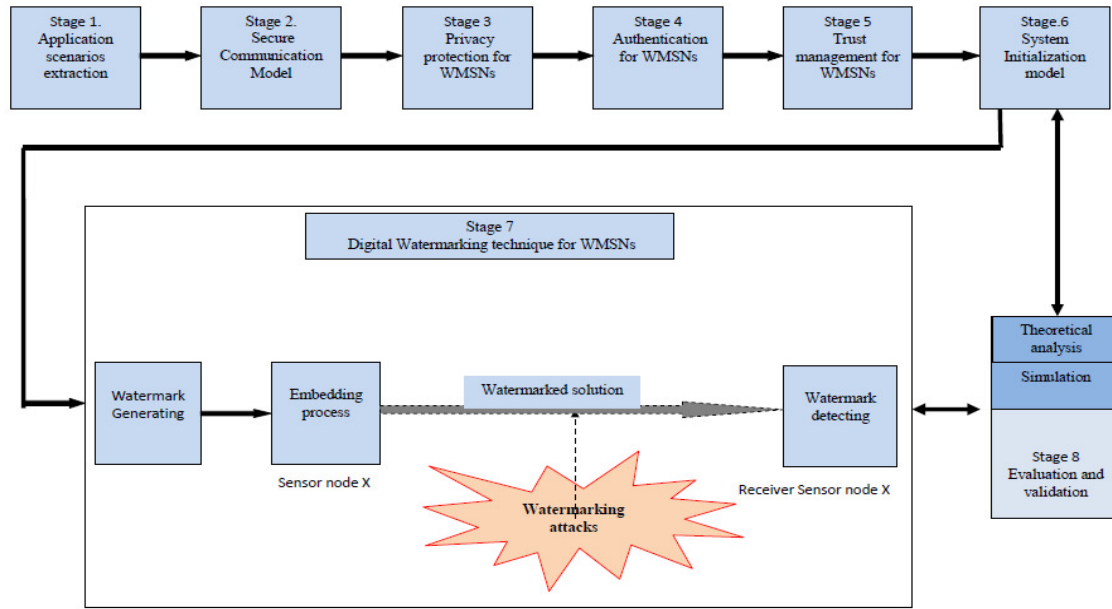 Stage 1.
Application
scenarios
extraction
Stage 2.
Secure
Communication
Model
Stage 3
Privacy
protection for
WMSNs
Stage 4
Authentication
for WMSNs
Stage 5
Trust
management for
WMSNs
Stage.6
System
Initialization
model
Stage 7
Digital Watermarking technique for WMSNs
Watermark
Generating
Embedding
process
Sensor node X
Watermarked solution
Watermarking
attacks
Watermark
detecting
Receiver Sensor node X
Theoretical
analysis
Simulation
Stage 8
Evaluation and
validation